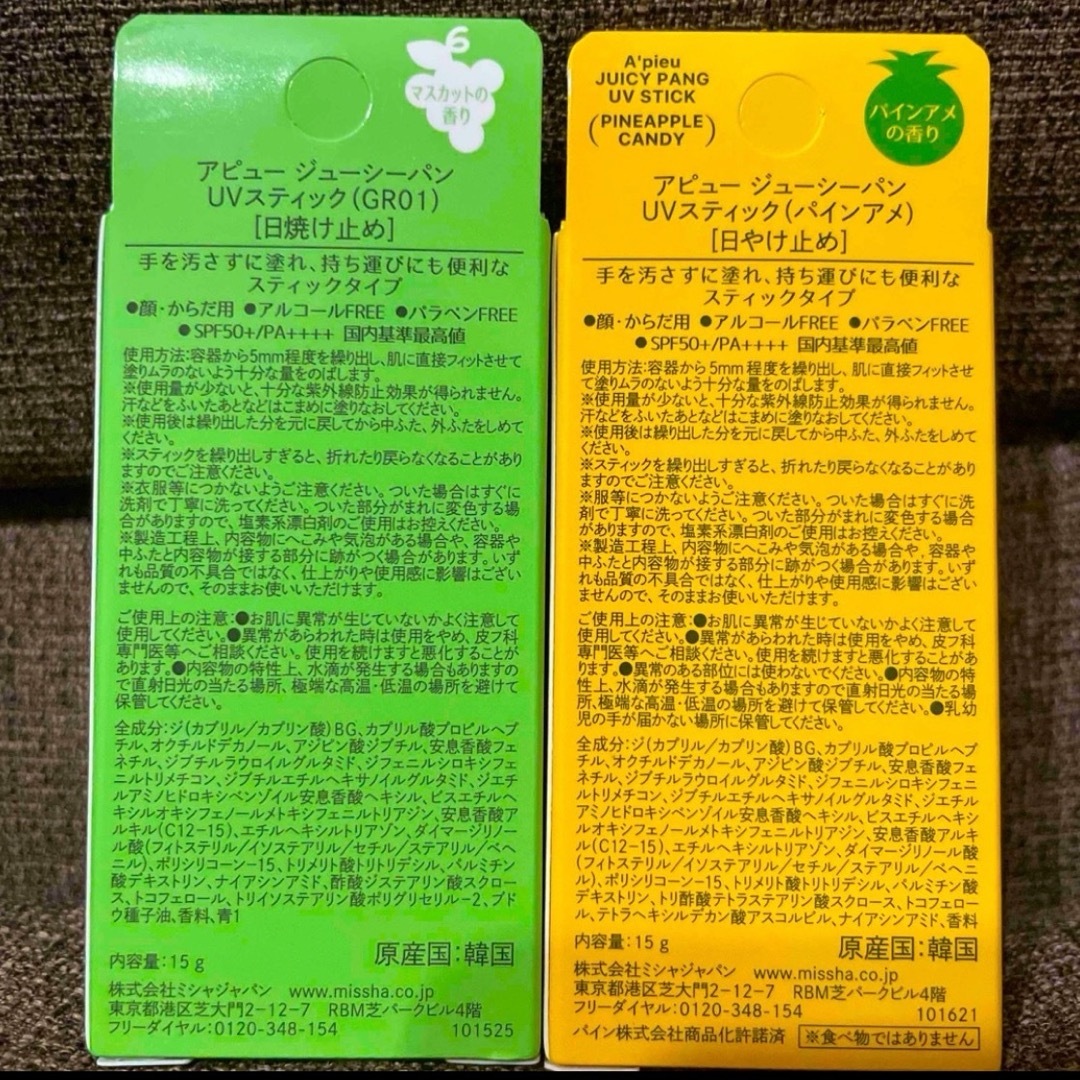 6
マスカットの
香り
アピュー ジューシーパン
UVスティック(GR01)
[日焼け止め]
手を汚さずに塗れ、持ち運びにも便利な
スティックタイプ
●顔・からだ用 ●アルコールFREE ●パラベンFREE
●SPF50+/PA++++ 国内基準最高値
使用方法:容器から5mm程度を繰り出し、肌に直接フィットさせて
塗りムラのないよう十分な量をのばします。
※使用量が少ないと、十分な紫外線防止効果が得られません。
汗などをふいたあとなどはこまめに塗りなおしてください。
※使用後は繰り出した分を元に戻してから中ふた、外ふたをしめて
ください。
※スティックを繰り出しすぎると、折れたり戻らなくなることがあり
ますのでご注意ください。
※衣服等につかないようご注意ください。ついた場合はすぐに
洗剤で丁寧に洗ってください。ついた部分がまれに変色する場
合がありますので、塩素系漂白剤のご使用はお控えください。
※製造工程上、内容物にへこみや気泡がある場合や、容器や
中ふたと内容物が接する部分に跡がつく場合があります。いず
れも品質の不具合ではなく、仕上がりや使用感に影響はござい
ませんので、そのままお使いいただけます。
ご使用上の注意:●お肌に異常が生じていないかよく注意して
使用してください。●異常があらわれた時は使用をやめ、皮フ科
専門医等へご相談ください。使用を続けますと悪化することがあ
ります。●内容物の特性上、水滴が発生する場合もありますの
で直射日光の当たる場所、極端な高温・低温の場所を避けて
保管してください。
全成分:ジ(カプリル/カプリン酸)BG、カプリル酸プロピルヘプ
チル、オクチルドデカノール、アジピン酸ジブチル、安息香酸フェ
ネチル、ジブチルラウロイルグルタミド、ジフェニルシロキシフェ
ニルトリメチコン、ジブチルエチルヘキサノイルグルタミド、ジエチ
ルアミノヒドロキシベンゾイル安息香酸ヘキシル、ビスエチルヘ
キシルオキシフェノールメトキシフェニルトリアジン、安息香酸ア
ルキル(C12-15)、エチルヘキシルトリアゾン、ダイマージリノー
ル酸(フィトステリル/イソステアリル/セチル/ステアリル/ベヘ
ニル)、ポリシリコーン-15、トリメリト酸トリトリデシル、パルミチン
酸デキストリン、ナイアシンアミド、酢酸ジステアリン酸スクロー
ス、トコフェロール、トリイソステアリン酸ポリグリセリル-2、ブド
ウ種子油、香料、青1
内容量:15g 原産国:韓国
株式会社ミシャジャパン www.missha.co.jp
東京都港区芝大門2-12-7 RBM芝パークビル4階
フリーダイヤル:0120-348-154 101525
A'pieu
JUICY PANG
UV STICK
(PINEAPPLE
CANDY)
パインアメ
の香り
アピュー ジューシーパン
UVスティック(パインアメ)
[日やけ止め]
手を汚さずに塗れ、持ち運びにも便利な
スティックタイプ
●顔・からだ用 ●アルコールFREE ●パラベンFREE
●SPF50+/PA++++ 国内基準最高値
使用方法:容器から5mm程度を繰り出し、肌に直接フィットさせ
て塗りムラのないよう十分な量をのばします。
※使用量が少ないと、十分な紫外線防止効果が得られません。
汗などをふいたあとなどはこまめに塗りなおしてください。
※使用後は繰り出した分を元に戻してから中ふた、外ふたをしめて
ください。
※スティックを繰り出しすぎると、折れたり戻らなくなることがあり
ますのでご注意ください。
※服等につかないようご注意ください。ついた場合はすぐに洗
剤で丁寧に洗ってください。ついた部分がまれに変色する場合
がありますので、塩素系漂白剤のご使用はお控えください。
※製造工程上、内容物にへこみや気泡がある場合や、容器や
中ふたと内容物が接する部分に跡がつく場合があります。いず
れも品質の不具合ではなく、仕上がりや使用感に影響はござい
ませんので、そのままお使いいただけます。
ご使用上の注意:●お肌に異常が生じていないかよく注意して
使用してください。●異常があらわれた時は使用をやめ、皮フ科
専門医等へご相談ください。使用を続けますと悪化することがあ
ります。●異常のある部位には使わないでください。●内容物の特
性上、水滴が発生する場合もありますので直射日光の当たる場
所、極端な高温・低温の場所を避けて保管してください。●乳幼
児の手が届かない場所に保管してください。
全成分:ジ(カプリル/カプリン酸)BG、カプリル酸プロピルヘプ
チル、オクチルドデカノール、アジピン酸ジブチル、安息香酸フェ
ネチル、ジブチルラウロイルグルタミド、ジフェニルシロキシフェニ
ルトリメチコン、ジブチルエチルヘキサノイルグルタミド、ジエチル
アミノヒドロキシベンゾイル安息香酸ヘキシル、ビスエチルヘキシ
ルオキシフェノールメトキシフェニルトリアジン、安息香酸アルキ
ル(C12-15)、エチルヘキシルトリアゾン、ダイマージリノール酸
(フィトステリル/イソステアリル/セチル/ステアリル/ベヘニ
ル)、ポリシリコーン-15、トリメリト酸トリトリデシル、パルミチン酸
デキストリン、トリ酢酸テトラステアリン酸スクロース、トコフェロー
ル、テトラヘキシルデカン酸アスコルビル、ナイアシンアミド、香料
内容量:15g 原産国:韓国
株式会社ミシャジャパン www.missha.co.jp
東京都港区芝大門2-12-7 RBM芝パークビル4階
フリーダイヤル:0120-348-154 101621
パイン株式会社商品化許諾済 ※食べ物ではありません